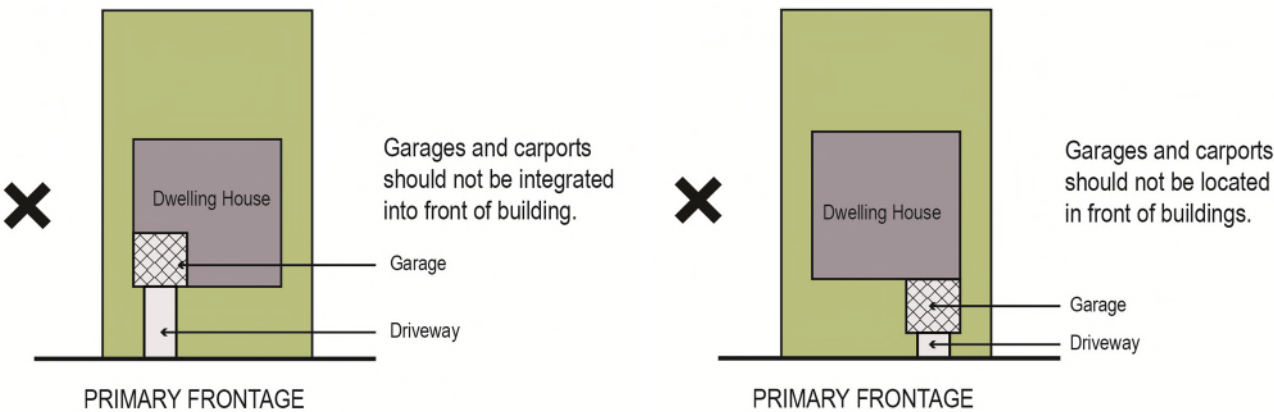 Garages and carports
should not be integrated
into front of building.
Dwelling House
Garage
Driveway
PRIMARY FRONTAGE
Garages and carports
should not be located
in front of buildings.
Dwelling House
Garage
Driveway
PRIMARY FRONTAGE